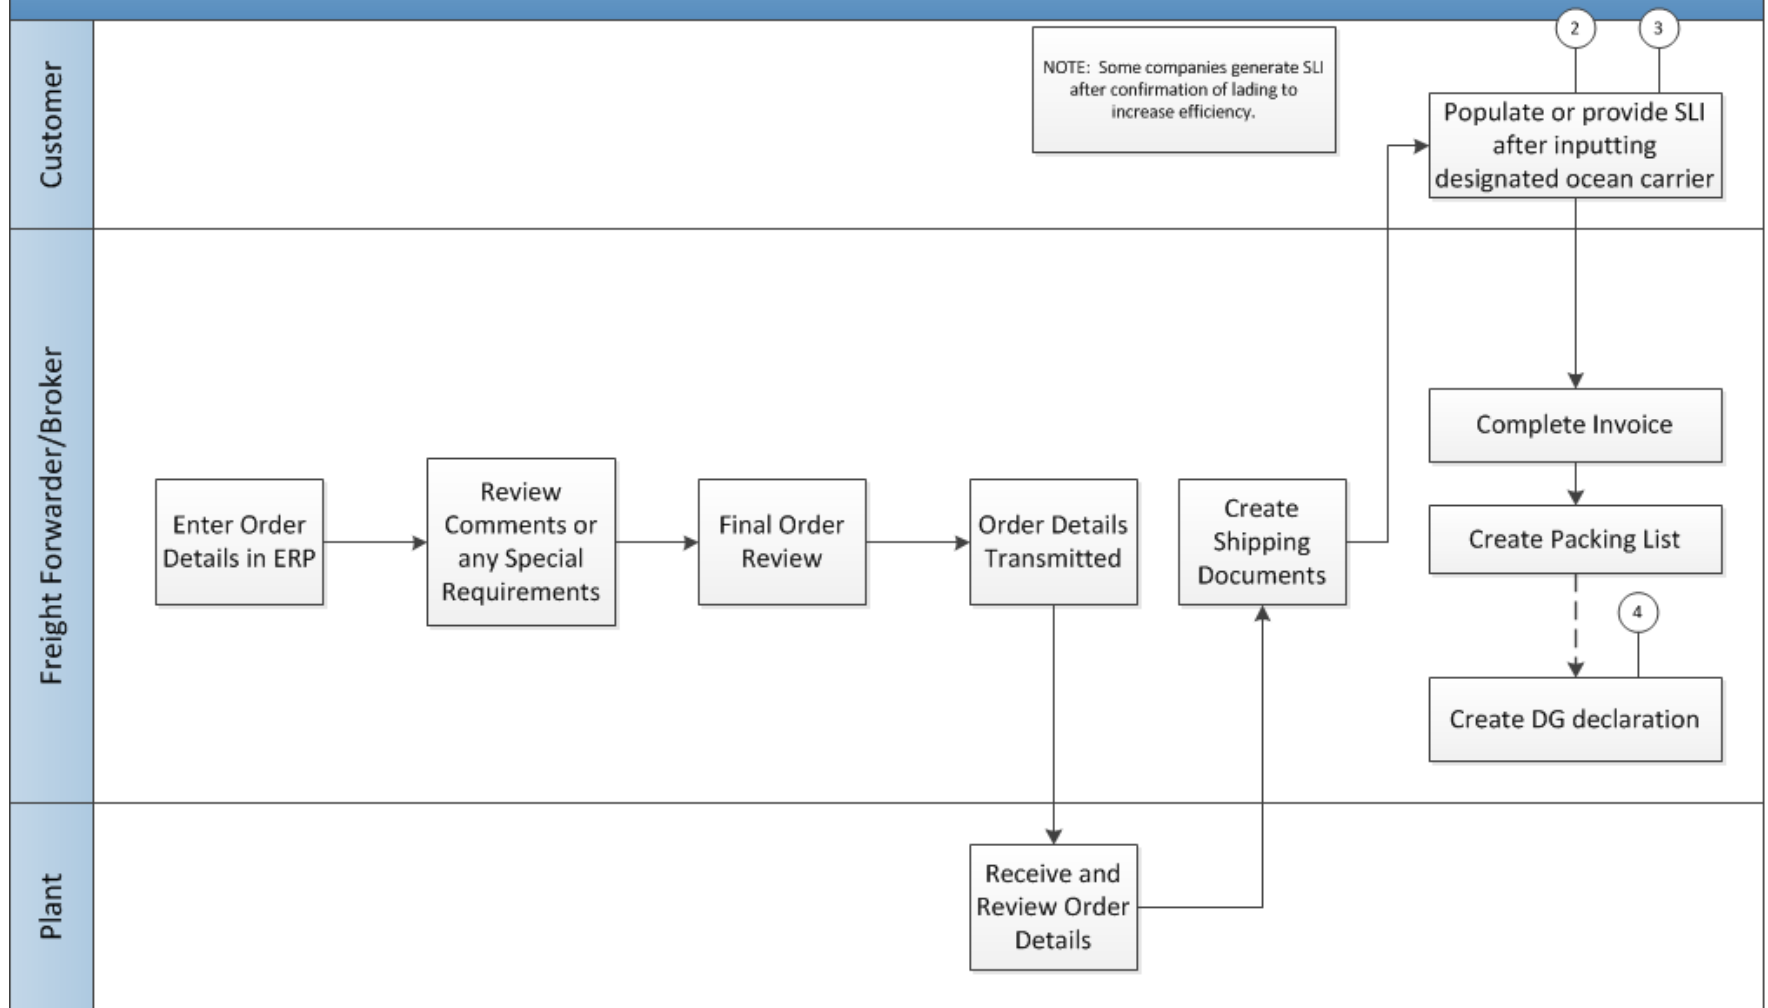 Customer
NOTE:  Some companies generate SLI
after confirmation of lading to
increase efficiency.
2
3
Populate or provide SLI
after inputting
designated ocean carrier
Freight Forwarder/Broker
Enter Order
Details in ERP
Review
Comments or
any Special
Requirements
Final Order
Review
Order Details
Transmitted
Create
Shipping
Documents
Complete Invoice
Create Packing List
4
Create DG declaration
Plant
Receive and
Review Order
Details